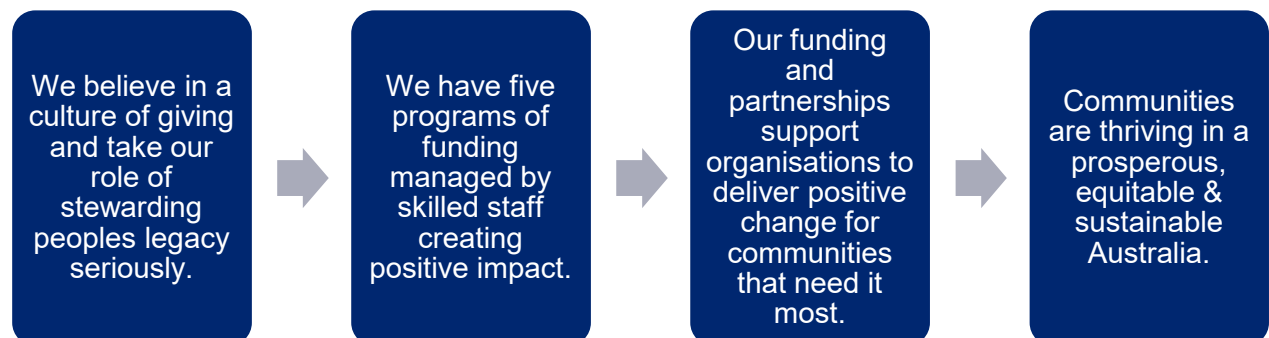 We believe in a
culture of giving
and take our
role of
stewarding
peoples legacy
seriously.
We have five
programs of
funding
managed by
skilled staff
creating
positive impact.
Our funding
and
partnerships
support
organisations to
deliver positive
change for
communities
that need it
most.
Communities
are thriving in a
prosperous,
equitable &
sustainable
Australia.